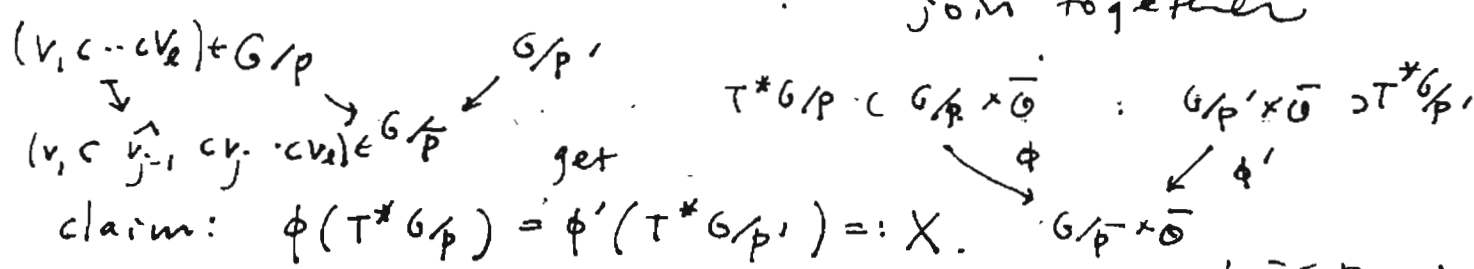 join together
(v₁ ⊂ ·· ⊂ V_ℓ) ∈ G/p G/p′
T*G/p ⊂ G/p × Ō : G/p′ × Ō ⊃ T*G/p′
(v₁ ⊂ v̂_{j-1} ⊂ v_j · ⊂ v_ℓ) ∈ G/p̄ get φ φ′
claim: φ(T*G/p) = φ′(T*G/p′) =: X. G/p̄ × Ō